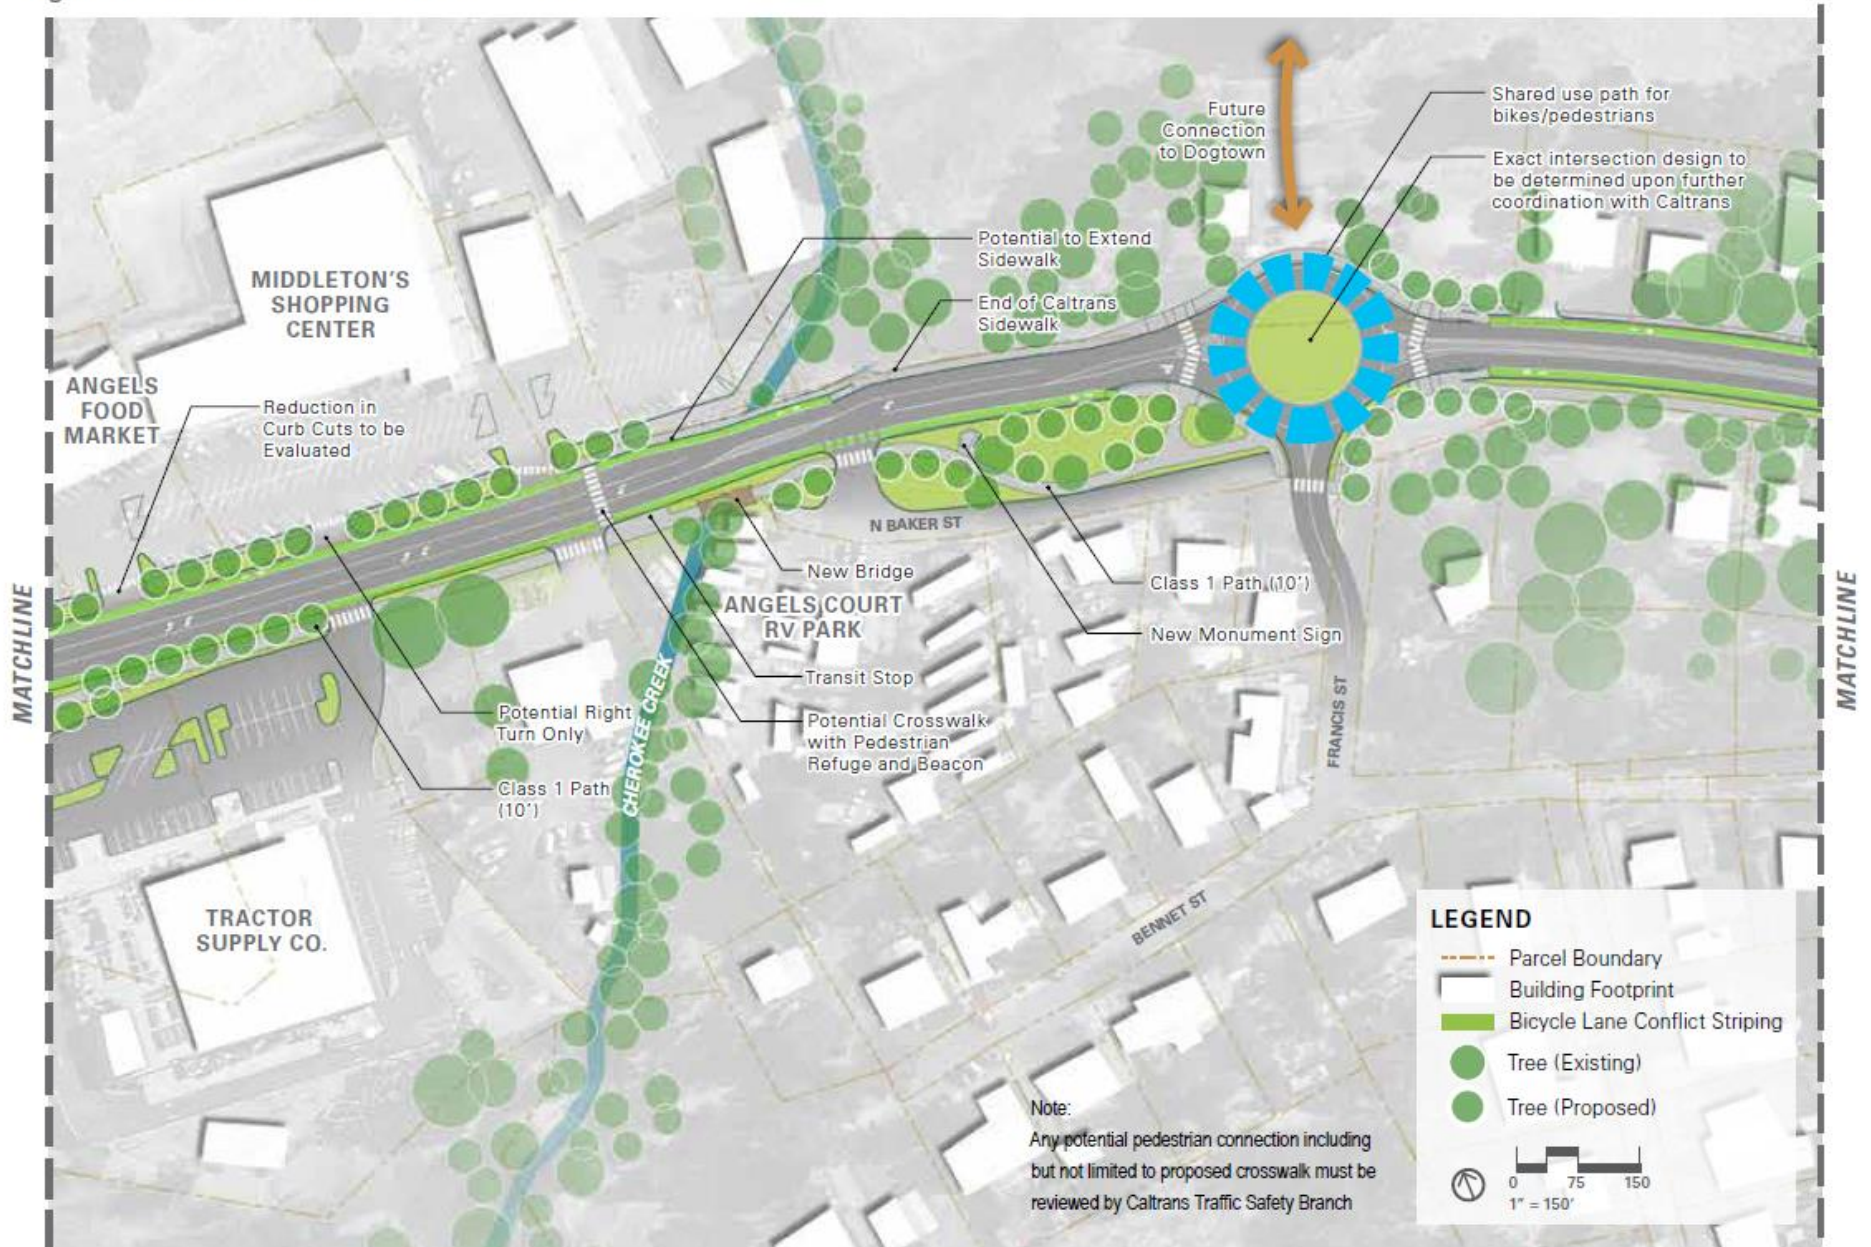 Future
Connection
to Dogtown
Shared use path for
bikes/pedestrians
Exact intersection design to
be determined upon further
coordination with Caltrans
Potential to Extend
Sidewalk
End of Caltrans
Sidewalk
MIDDLETON'S
SHOPPING
CENTER
ANGELS
FOOD
MARKET
Reduction in
Curb Cuts to be
Evaluated
N BAKER ST
New Bridge
Class 1 Path (10')
ANGELS COURT
RV PARK
New Monument Sign
MATCHLINE
MATCHLINE
Transit Stop
CHEROKEE CREEK
FRANCIS ST
Potential Right
Turn Only
Potential Crosswalk
with Pedestrian
Refuge and Beacon
Class 1 Path
(10')
TRACTOR
SUPPLY CO.
BENNET ST
LEGEND
Parcel Boundary
Building Footprint
Bicycle Lane Conflict Striping
Tree (Existing)
Tree (Proposed)
0 75 150
1" = 150'
Note:
Any potential pedestrian connection including
but not limited to proposed crosswalk must be
reviewed by Caltrans Traffic Safety Branch